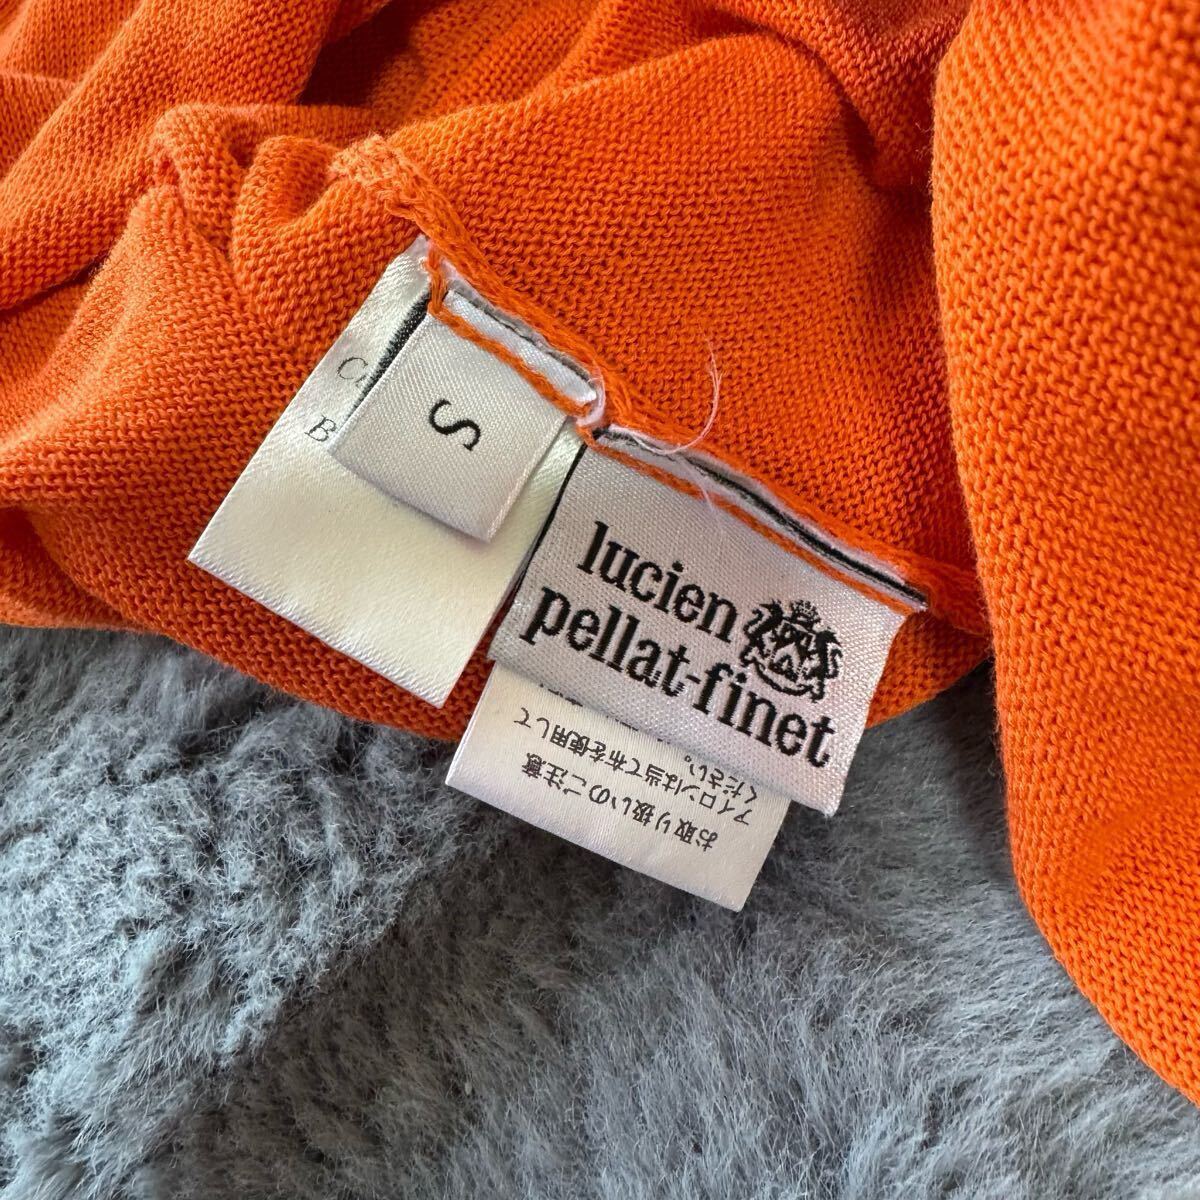 S
lucien
pellat-finet
お取り扱いのご注意
アイロンは当て布を使用して
ください。